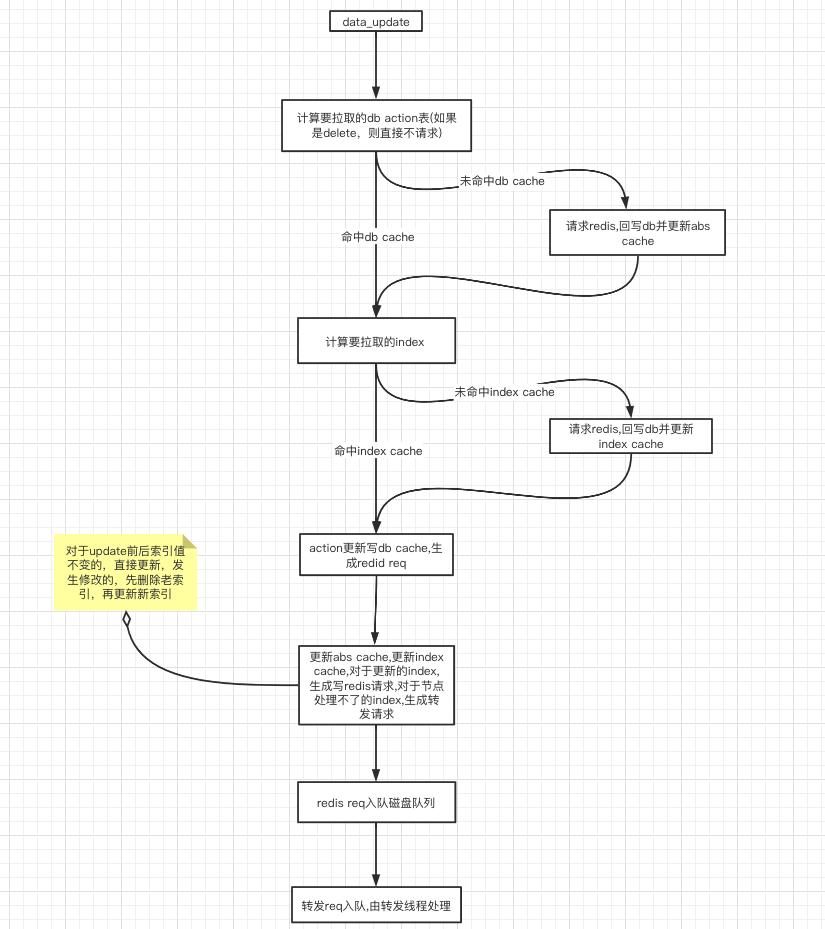 data_update
计算要拉取的db action表(如果
是delete，则直接不请求)
未命中db cache
命中db cache
请求redis,回写db并更新abs
cache
计算要拉取的index
未命中index cache
命中index cache
请求redis,回写db并更新
index cache
action更新写db cache,生
成redid req
对于update前后索引值
不变的，直接更新，发
生修改的，先删除老索
引，再更新新索引
更新abs cache,更新index
cache,对于更新的index,
生成写redis请求,对于节点
处理不了的index,生成转
发请求
redis req入队磁盘队列
转发req入队,由转发线程处理